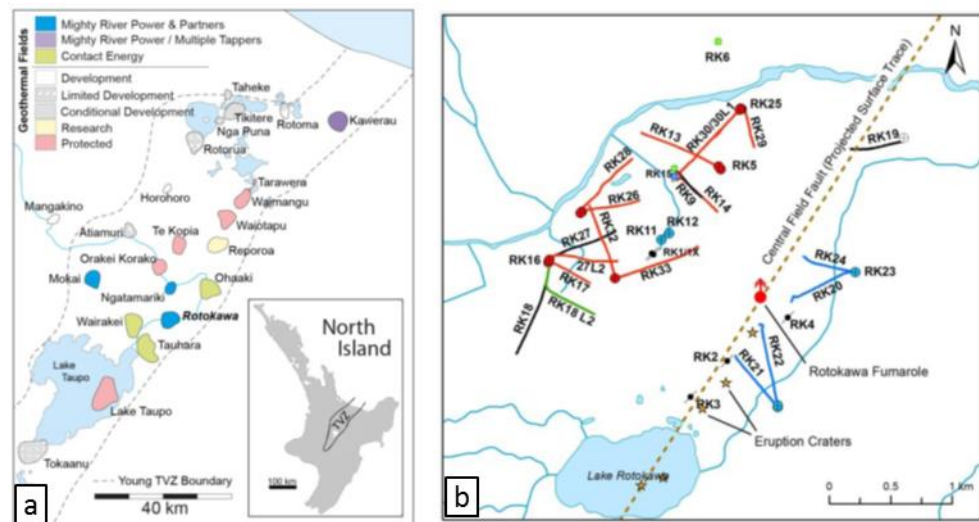 Geothermal Fields
Mighty River Power & Partners
Mighty River Power / Multiple Tappers
Contact Energy
Development
Limited Development
Conditional Development
Research
Protected
Taheke
Tikitere
Nga Puna
Rotoma
Kawerau
Rotorua
Tarawera
Horohoro
Waimangu
Mangakino
Waiotapu
Atiamuri
Te Kopia
Reporoa
Orakei Korako
Mokai
Ohaaki
Ngatamariki
Rotokawa
Wairakei
Tauhara
Lake
Taupo
Lake Taupo
Tokaanu
North
Island
TVZ
100 km
Young TVZ Boundary
40 km
a
N
RK6
RK25
RK30/30L1
RK29
RK13
RK19
RK28
RK5
RK15
RK9
RK14
RK26
RK12
RK11
RK32
RK27
RK1/1X
RK16
27L2
RK33
RK17
RK18
RK18 L2
Central Field Fault (Projected Surface Trace)
RK24
RK23
RK20
RK4
RK2
RK22
RK21
Rotokawa Fumarole
RK3
Eruption Craters
Lake Rotokawa
0
0.5
1 km
b